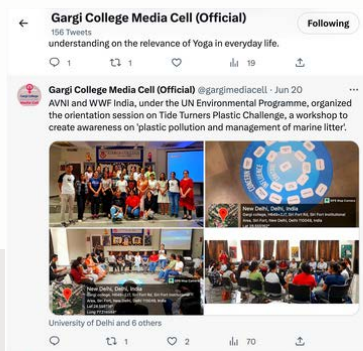 Gargi College Media Cell (Official)
156 Tweets
Following
understanding on the relevance of Yoga in everyday life.
1 1 19
Gargi College Media Cell (Official) @gargimediacell · Jun 20
AVNI and WWF India, under the UN Environmental Programme, organized
the orientation session on Tide Turners Plastic Challenge, a workshop to
create awareness on 'plastic pollution and management of marine litter'.
New Delhi, Delhi, India
New Delhi, Delhi, India
University of Delhi and 6 others
1 2 70